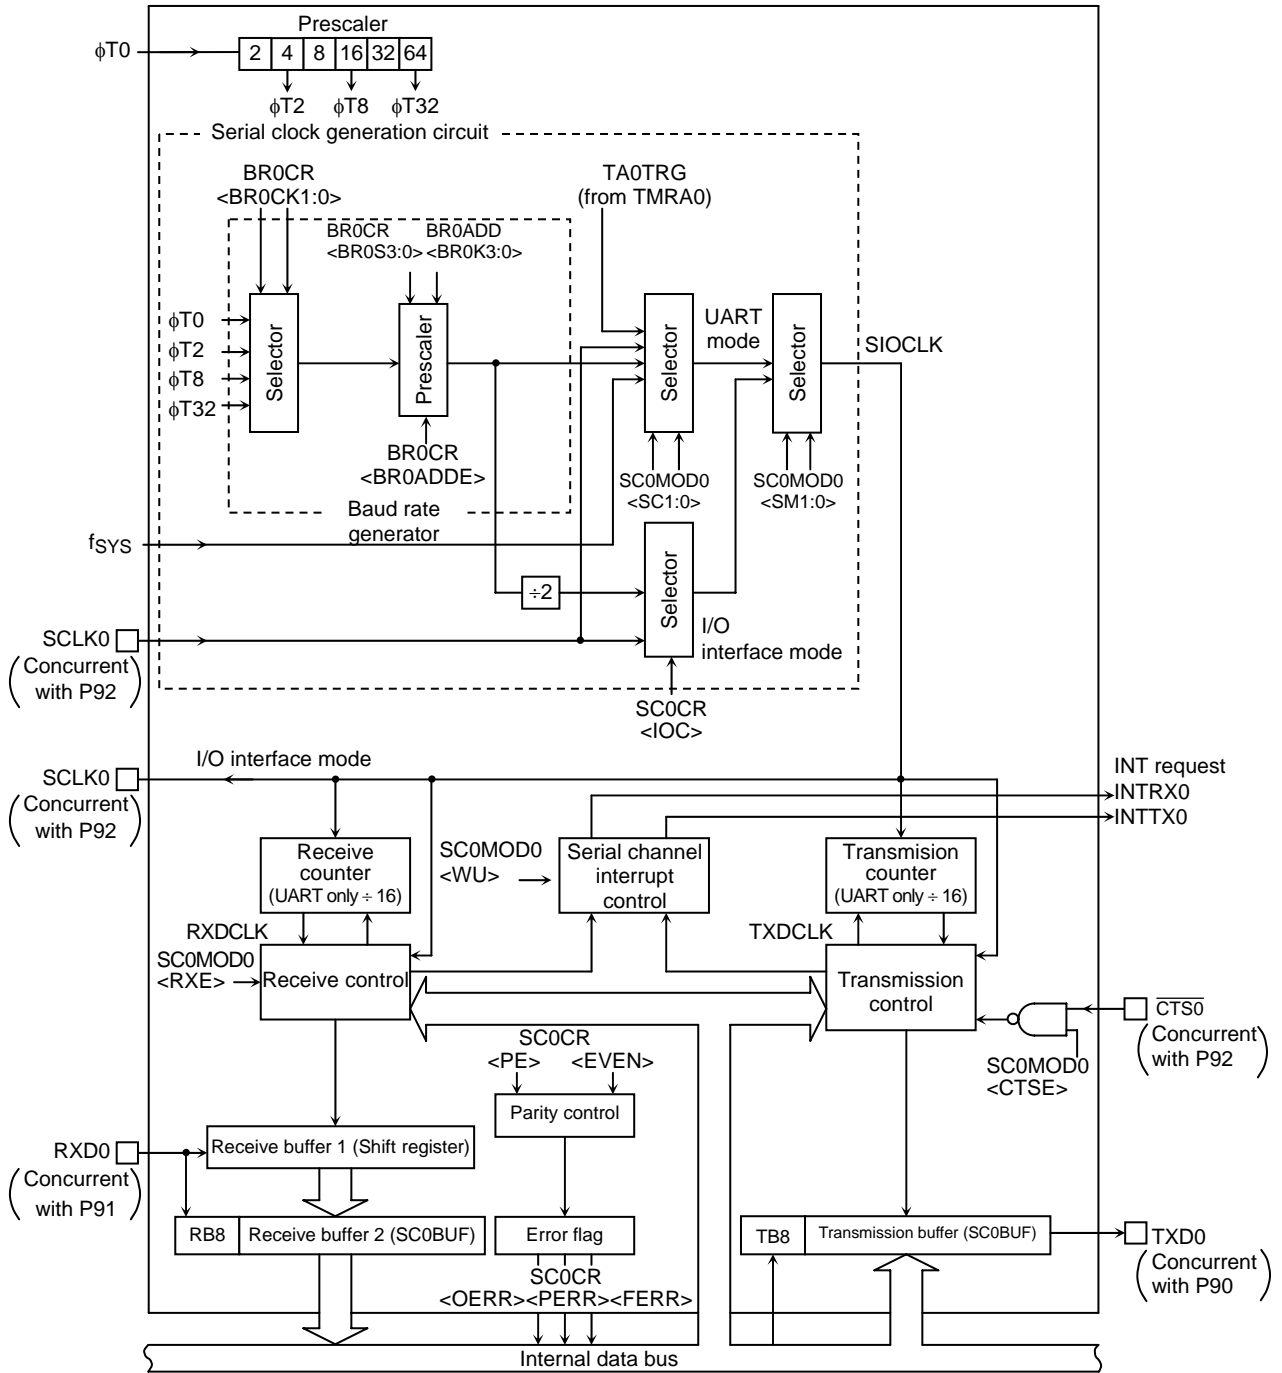 Prescaler
ϕT0
2 4 8 16 32 64
ϕT2 ϕT8 ϕT32
Serial clock generation circuit
BR0CR
<BR0CK1:0>
TA0TRG
(from TMRA0)
BR0CR
<BR0S3:0>
BR0ADD
<BR0K3:0>
ϕT0
ϕT2
ϕT8
ϕT32
Selector
Prescaler
Selector
UART
mode
Selector
SIOCLK
BR0CR
<BR0ADDE>
SC0MOD0
<SC1:0>
SC0MOD0
<SM1:0>
Baud rate
generator
fSYS
÷2
Selector
SCLK0
(Concurrent
with P92)
I/O
interface mode
SC0CR
<IOC>
I/O interface mode
SCLK0
(Concurrent
with P92)
INT request
INTRX0
INTTX0
Receive
counter
(UART only ÷ 16)
SC0MOD0
<WU>
Serial channel
interrupt
control
Transmision
counter
(UART only ÷ 16)
RXDCLK
TXDCLK
SC0MOD0
<RXE>
Receive control
Transmission
control
CTS0
(Concurrent
with P92)
SC0MOD0
<CTSE>
SC0CR
<PE> <EVEN>
Parity control
RXD0
(Concurrent
with P91)
Receive buffer 1 (Shift register)
RB8
Receive buffer 2 (SC0BUF)
Error flag
TB8
Transmission buffer (SC0BUF)
TXD0
(Concurrent
with P90)
SC0CR
<OERR><PERR><FERR>
Internal data bus